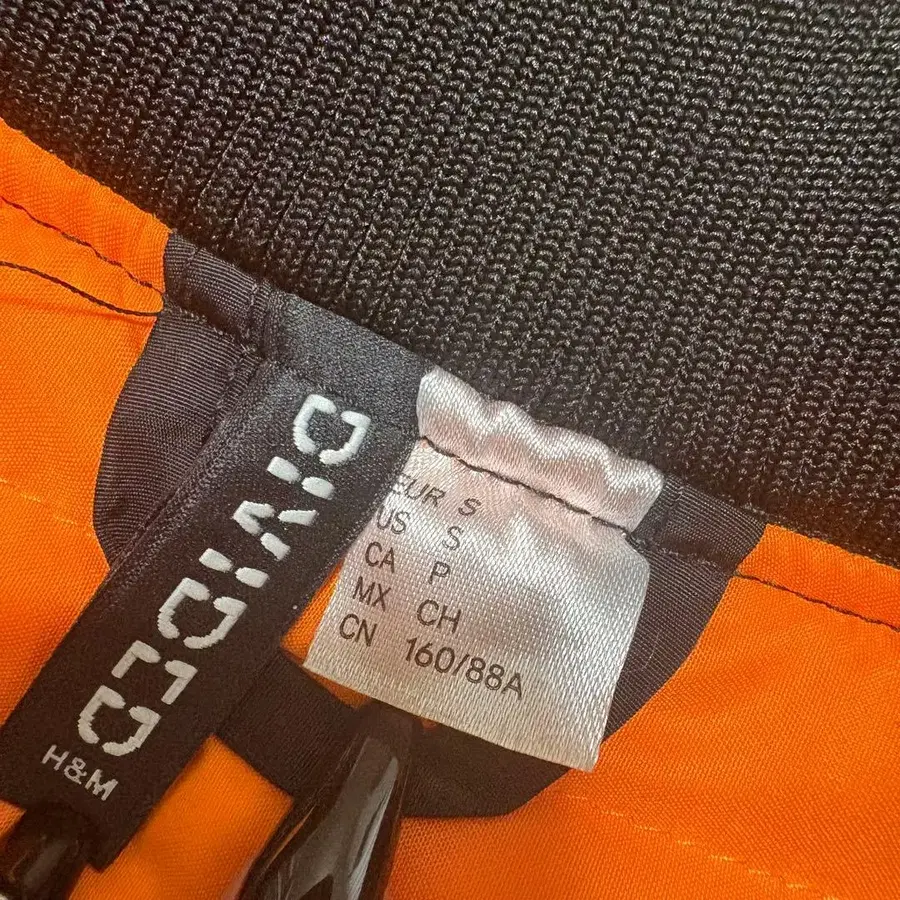 DIVIDED
H&M
EUR S
US S
CA P
MX CH
CN 160/88A